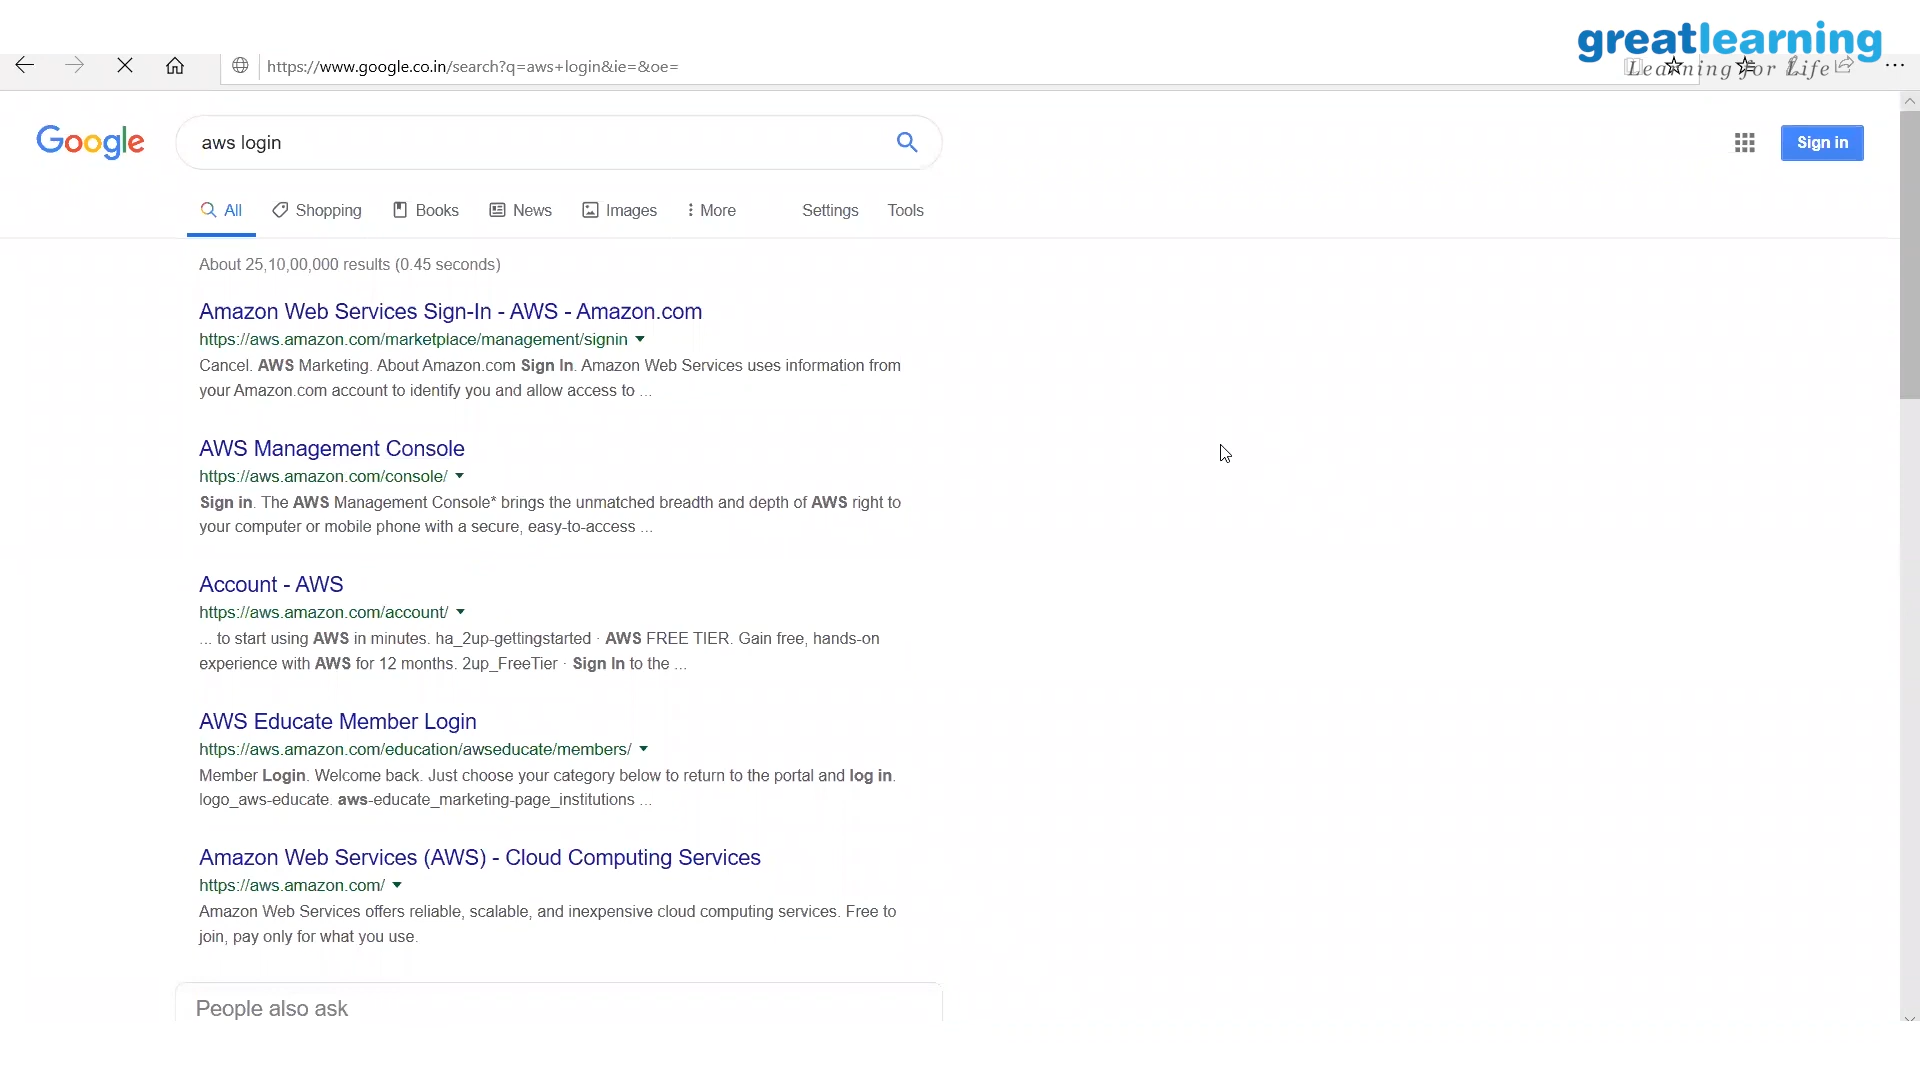 greatlearning
Learning for Life
https://www.google.co.in/search?q=aws+login&ie=&oe=
Google
aws login
Sign in
All
Shopping
Books
News
Images
More
Settings
Tools
About 25,10,00,000 results (0.45 seconds)
Amazon Web Services Sign-In - AWS - Amazon.com
https://aws.amazon.com/marketplace/management/signin
Cancel. AWS Marketing. About Amazon.com Sign In. Amazon Web Services uses information from
your Amazon.com account to identify you and allow access to ...
AWS Management Console
https://aws.amazon.com/console/
Sign in. The AWS Management Console* brings the unmatched breadth and depth of AWS right to
your computer or mobile phone with a secure, easy-to-access ...
Account - AWS
https://aws.amazon.com/account/
... to start using AWS in minutes. ha_2up-gettingstarted · AWS FREE TIER. Gain free, hands-on
experience with AWS for 12 months. 2up_FreeTier · Sign In to the ...
AWS Educate Member Login
https://aws.amazon.com/education/awseducate/members/
Member Login. Welcome back. Just choose your category below to return to the portal and log in.
logo_aws-educate. aws-educate_marketing-page_institutions ...
Amazon Web Services (AWS) - Cloud Computing Services
https://aws.amazon.com/
Amazon Web Services offers reliable, scalable, and inexpensive cloud computing services. Free to
join, pay only for what you use.
People also ask